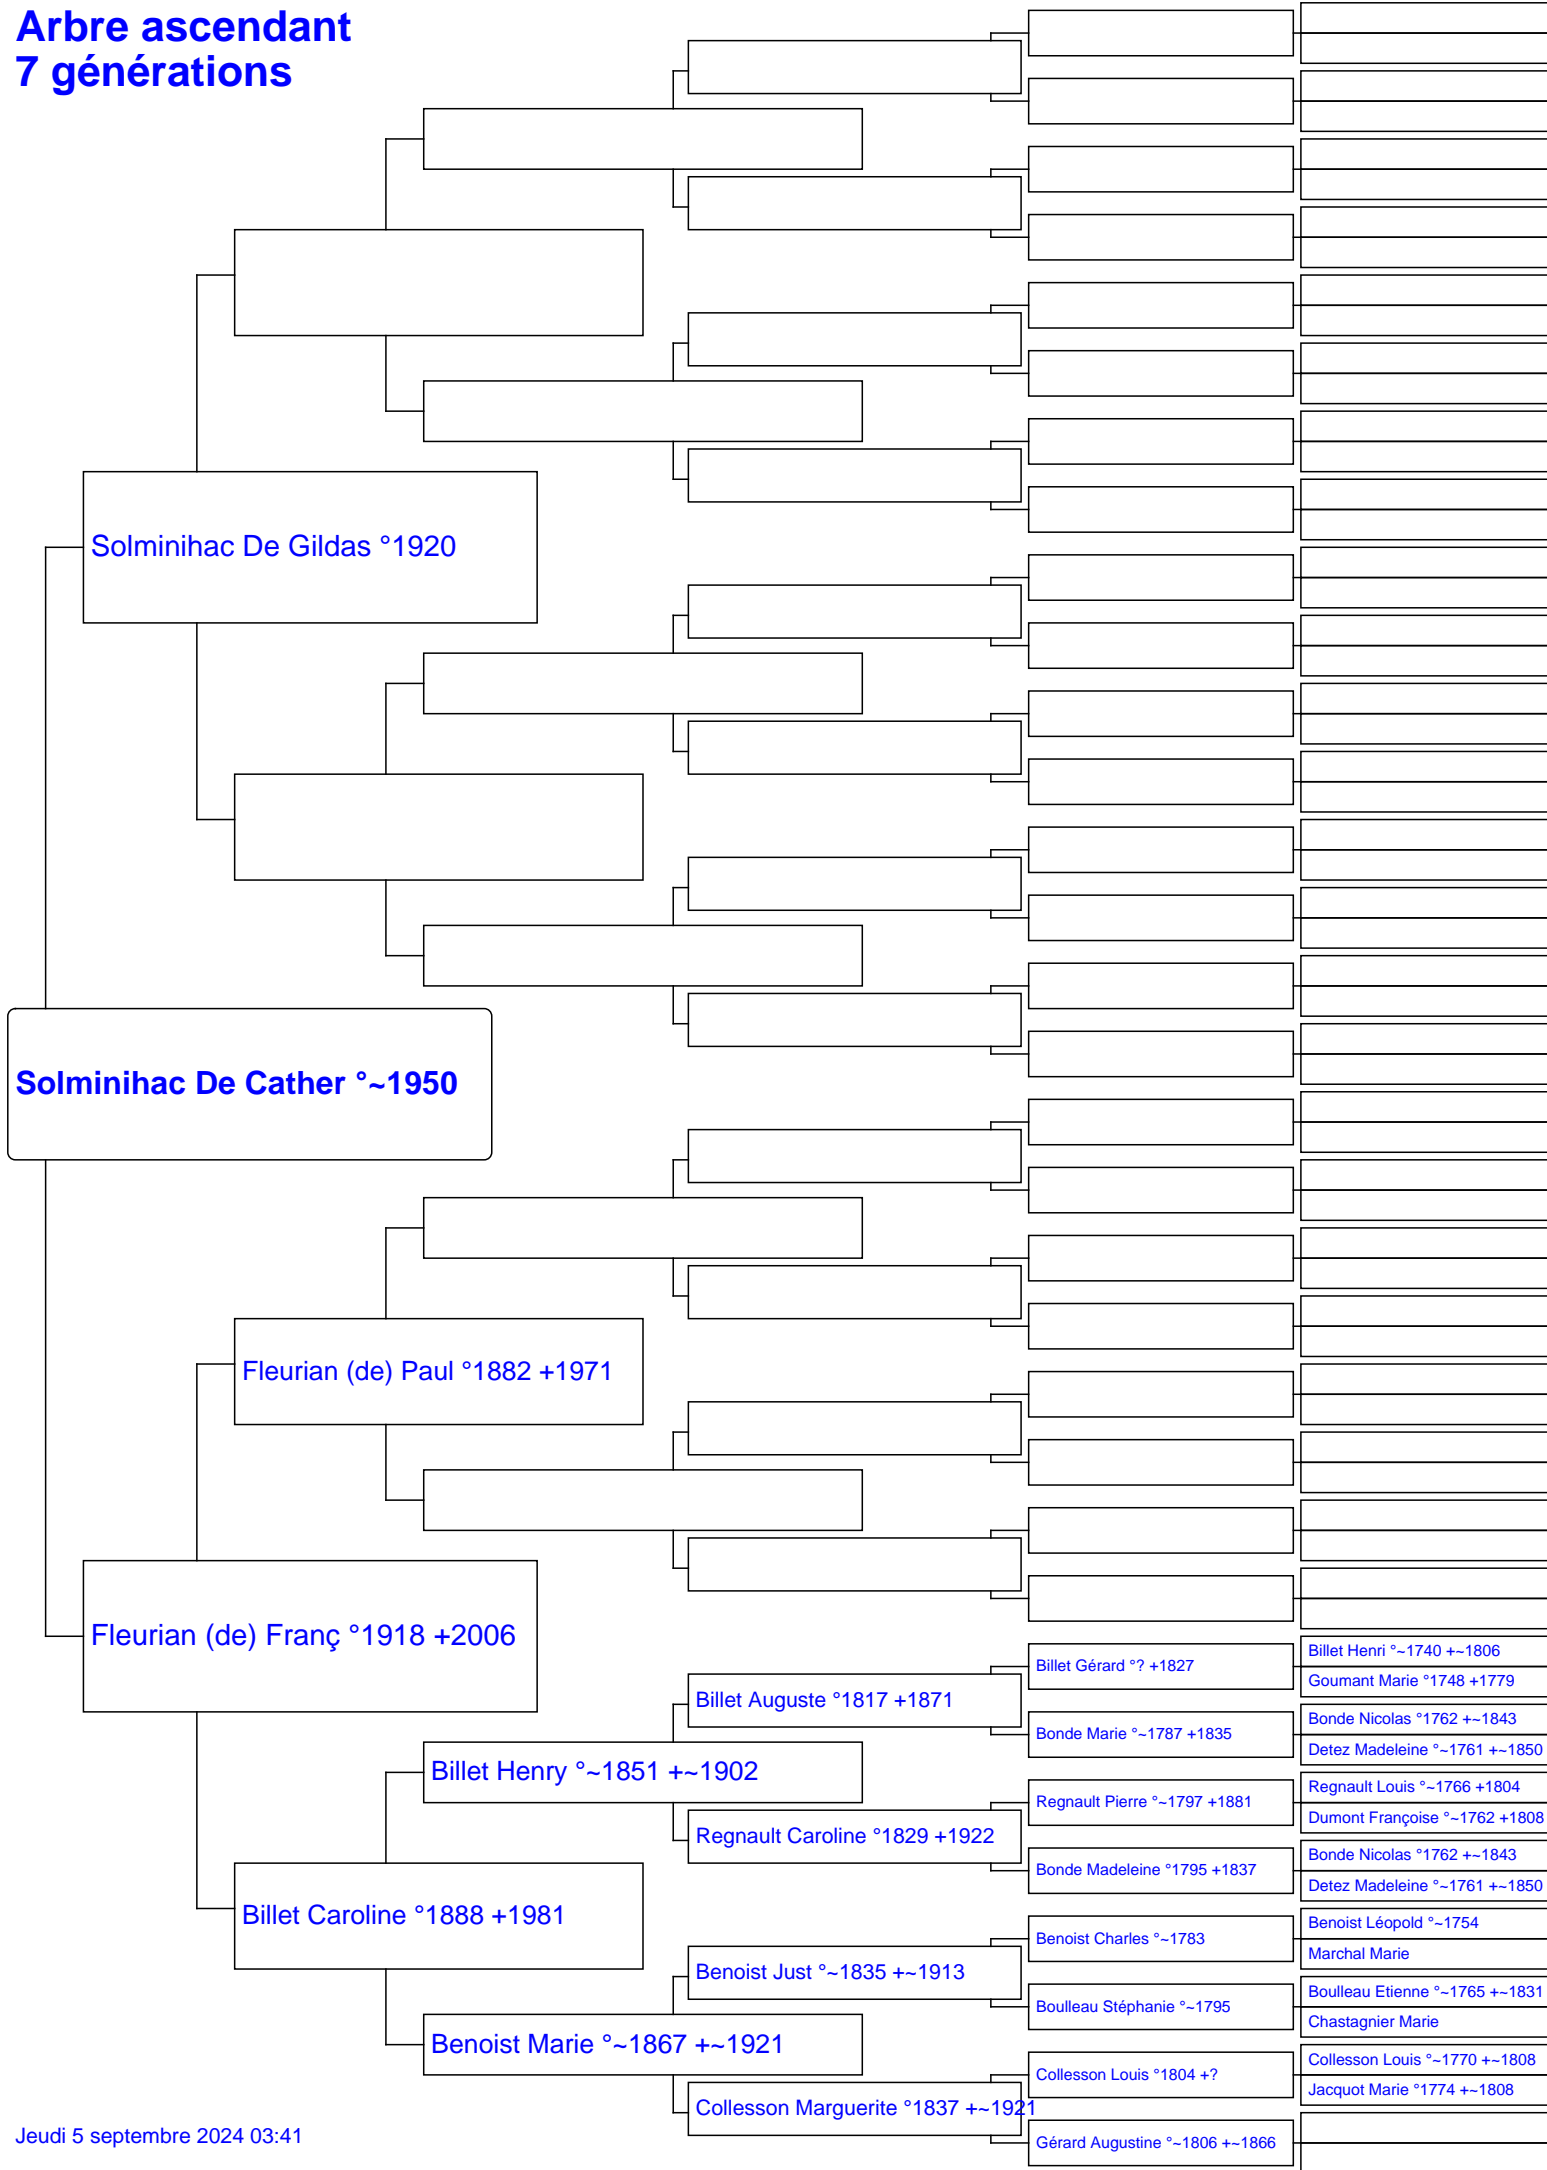 Arbre ascendant
7 générations
Solminihac De Gildas °1920
Solminihac De Cather °~1950
Fleurian (de) Paul °1882 +1971
Fleurian (de) Franç °1918 +2006
Billet Henri °~1740 +~1806
Billet Gérard °? +1827
Goumant Marie °1748 +1779
Billet Auguste °1817 +1871
Bonde Nicolas °1762 +~1843
Bonde Marie °~1787 +1835
Detez Madeleine °~1761 +~1850
Billet Henry °~1851 +~1902
Regnault Louis °~1766 +1804
Regnault Pierre °~1797 +1881
Dumont Françoise °~1762 +1808
Regnault Caroline °1829 +1922
Bonde Nicolas °1762 +~1843
Bonde Madeleine °1795 +1837
Detez Madeleine °~1761 +~1850
Billet Caroline °1888 +1981
Benoist Léopold °~1754
Benoist Charles °~1783
Marchal Marie
Benoist Just °~1835 +~1913
Boulleau Etienne °~1765 +~1831
Boulleau Stéphanie °~1795
Chastagnier Marie
Benoist Marie °~1867 +~1921
Collesson Louis °~1770 +~1808
Collesson Louis °1804 +?
Jacquot Marie °1774 +~1808
Collesson Marguerite °1837 +~1921
Gérard Augustine °~1806 +~1866
Jeudi 5 septembre 2024 03:41